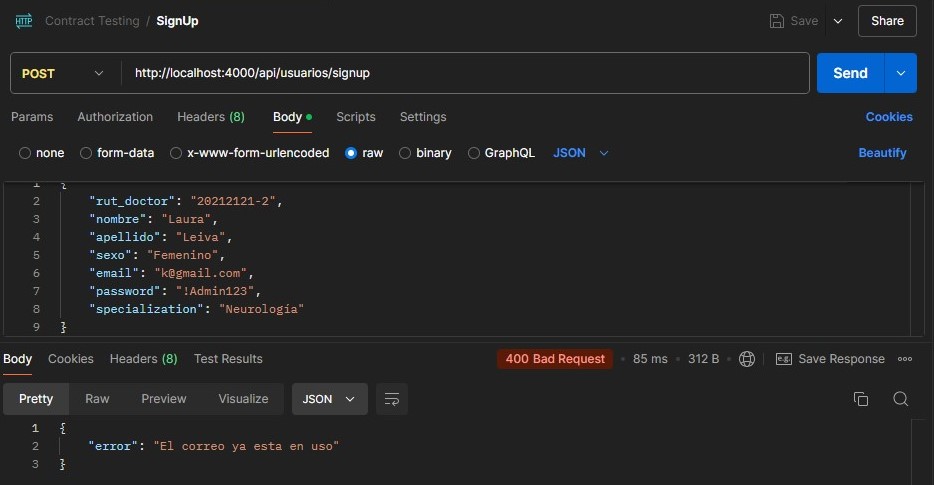 HTTP Contract Testing / SignUp Save Share
POST http://localhost:4000/api/usuarios/signup Send
Params Authorization Headers (8) Body Scripts Settings Cookies
none form-data x-www-form-urlencoded raw binary GraphQL JSON Beautify
1 {
2 "rut_doctor": "20212121-2",
3 "nombre": "Laura",
4 "apellido": "Leiva",
5 "sexo": "Femenino",
6 "email": "k@gmail.com",
7 "password": "!Admin123",
8 "specialization": "Neurología"
9 }
Body Cookies Headers (8) Test Results 400 Bad Request • 85 ms • 312 B • e.g. Save Response
Pretty Raw Preview Visualize JSON
1 {
2 "error": "El correo ya esta en uso"
3 }